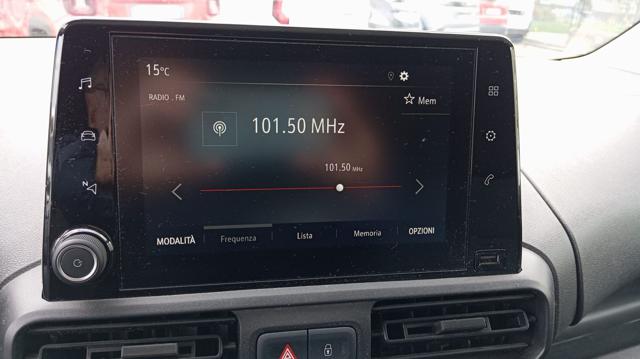 15°C
RADIO . FM
Mem
101.50 MHz
101.50 MHz
N
MODALITÀ Frequenza Lista Memoria OPZIONI